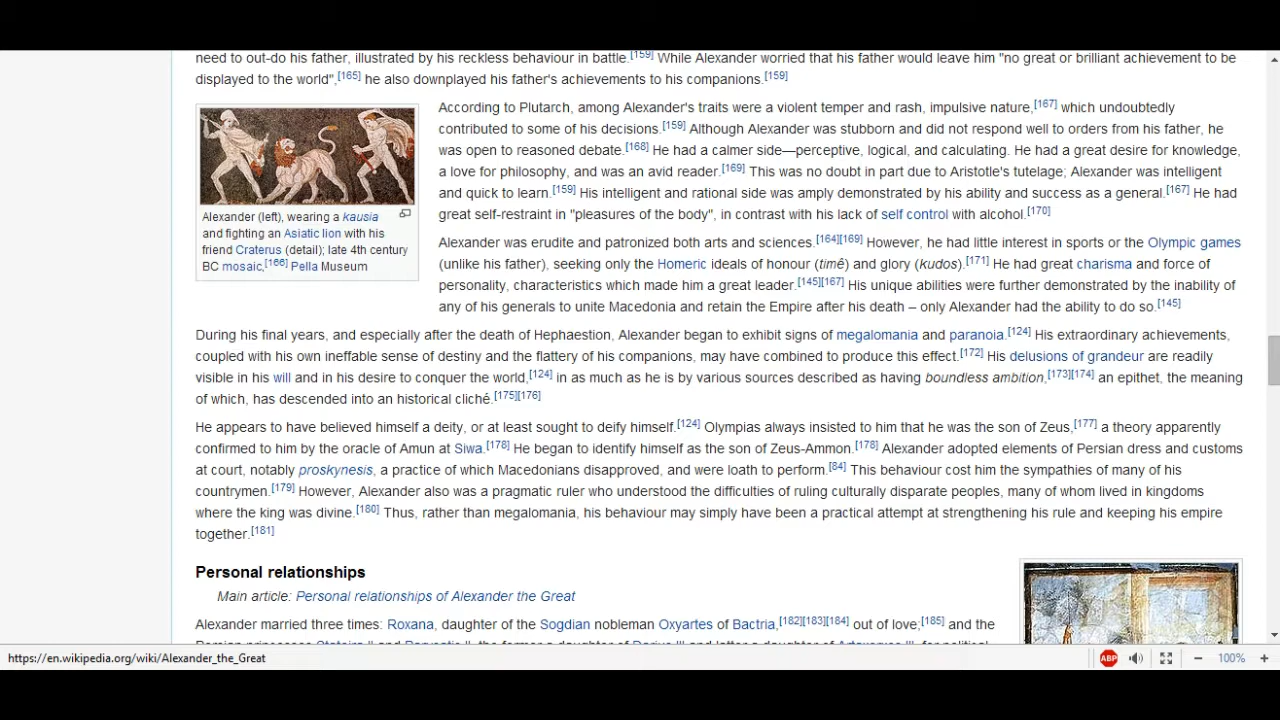 need to out-do his father, illustrated by his reckless behaviour in battle.[159] While Alexander worried that his father would leave him "no great or brilliant achievement to be
displayed to the world",[165] he also downplayed his father's achievements to his companions.[159]
Alexander (left), wearing a kausia
and fighting an Asiatic lion with his
friend Craterus (detail); late 4th century
BC mosaic,[166] Pella Museum
According to Plutarch, among Alexander's traits were a violent temper and rash, impulsive nature,[167] which undoubtedly
contributed to some of his decisions.[159] Although Alexander was stubborn and did not respond well to orders from his father, he
was open to reasoned debate.[168] He had a calmer side—perceptive, logical, and calculating. He had a great desire for knowledge,
a love for philosophy, and was an avid reader.[169] This was no doubt in part due to Aristotle's tutelage; Alexander was intelligent
and quick to learn.[159] His intelligent and rational side was amply demonstrated by his ability and success as a general.[167] He had
great self-restraint in "pleasures of the body", in contrast with his lack of self control with alcohol.[170]
Alexander was erudite and patronized both arts and sciences.[164][169] However, he had little interest in sports or the Olympic games
(unlike his father), seeking only the Homeric ideals of honour (timê) and glory (kudos).[171] He had great charisma and force of
personality, characteristics which made him a great leader.[145][167] His unique abilities were further demonstrated by the inability of
any of his generals to unite Macedonia and retain the Empire after his death – only Alexander had the ability to do so.[145]
During his final years, and especially after the death of Hephaestion, Alexander began to exhibit signs of megalomania and paranoia.[124] His extraordinary achievements,
coupled with his own ineffable sense of destiny and the flattery of his companions, may have combined to produce this effect.[172] His delusions of grandeur are readily
visible in his will and in his desire to conquer the world,[124] in as much as he is by various sources described as having boundless ambition,[173][174] an epithet, the meaning
of which, has descended into an historical cliché.[175][176]
He appears to have believed himself a deity, or at least sought to deify himself.[124] Olympias always insisted to him that he was the son of Zeus,[177] a theory apparently
confirmed to him by the oracle of Amun at Siwa.[178] He began to identify himself as the son of Zeus-Ammon.[178] Alexander adopted elements of Persian dress and customs
at court, notably proskynesis, a practice of which Macedonians disapproved, and were loath to perform.[84] This behaviour cost him the sympathies of many of his
countrymen.[179] However, Alexander also was a pragmatic ruler who understood the difficulties of ruling culturally disparate peoples, many of whom lived in kingdoms
where the king was divine.[180] Thus, rather than megalomania, his behaviour may simply have been a practical attempt at strengthening his rule and keeping his empire
together.[181]
Personal relationships
Main article: Personal relationships of Alexander the Great
Alexander married three times: Roxana, daughter of the Sogdian nobleman Oxyartes of Bactria,[182][183][184] out of love;[185] and the
https://en.wikipedia.org/wiki/Alexander_the_Great
ABP
100%